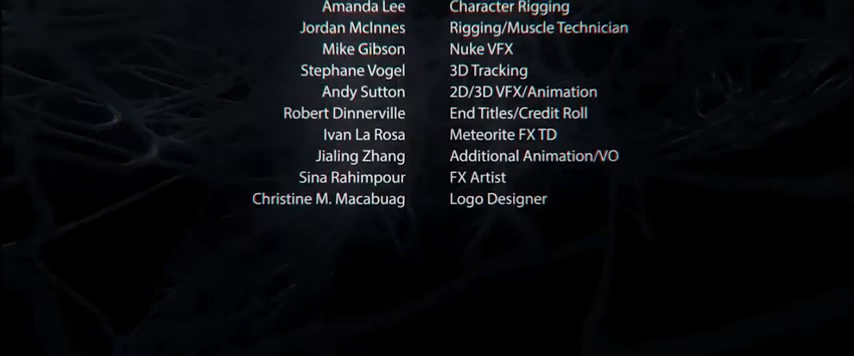 Amanda Lee Character Rigging
Jordan McInnes Rigging/Muscle Technician
Mike Gibson Nuke VFX
Stephane Vogel 3D Tracking
Andy Sutton 2D/3D VFX/Animation
Robert Dinnerville End Titles/Credit Roll
Ivan La Rosa Meteorite FX TD
Jialing Zhang Additional Animation/VO
Sina Rahimpour FX Artist
Christine M. Macabuag Logo Designer